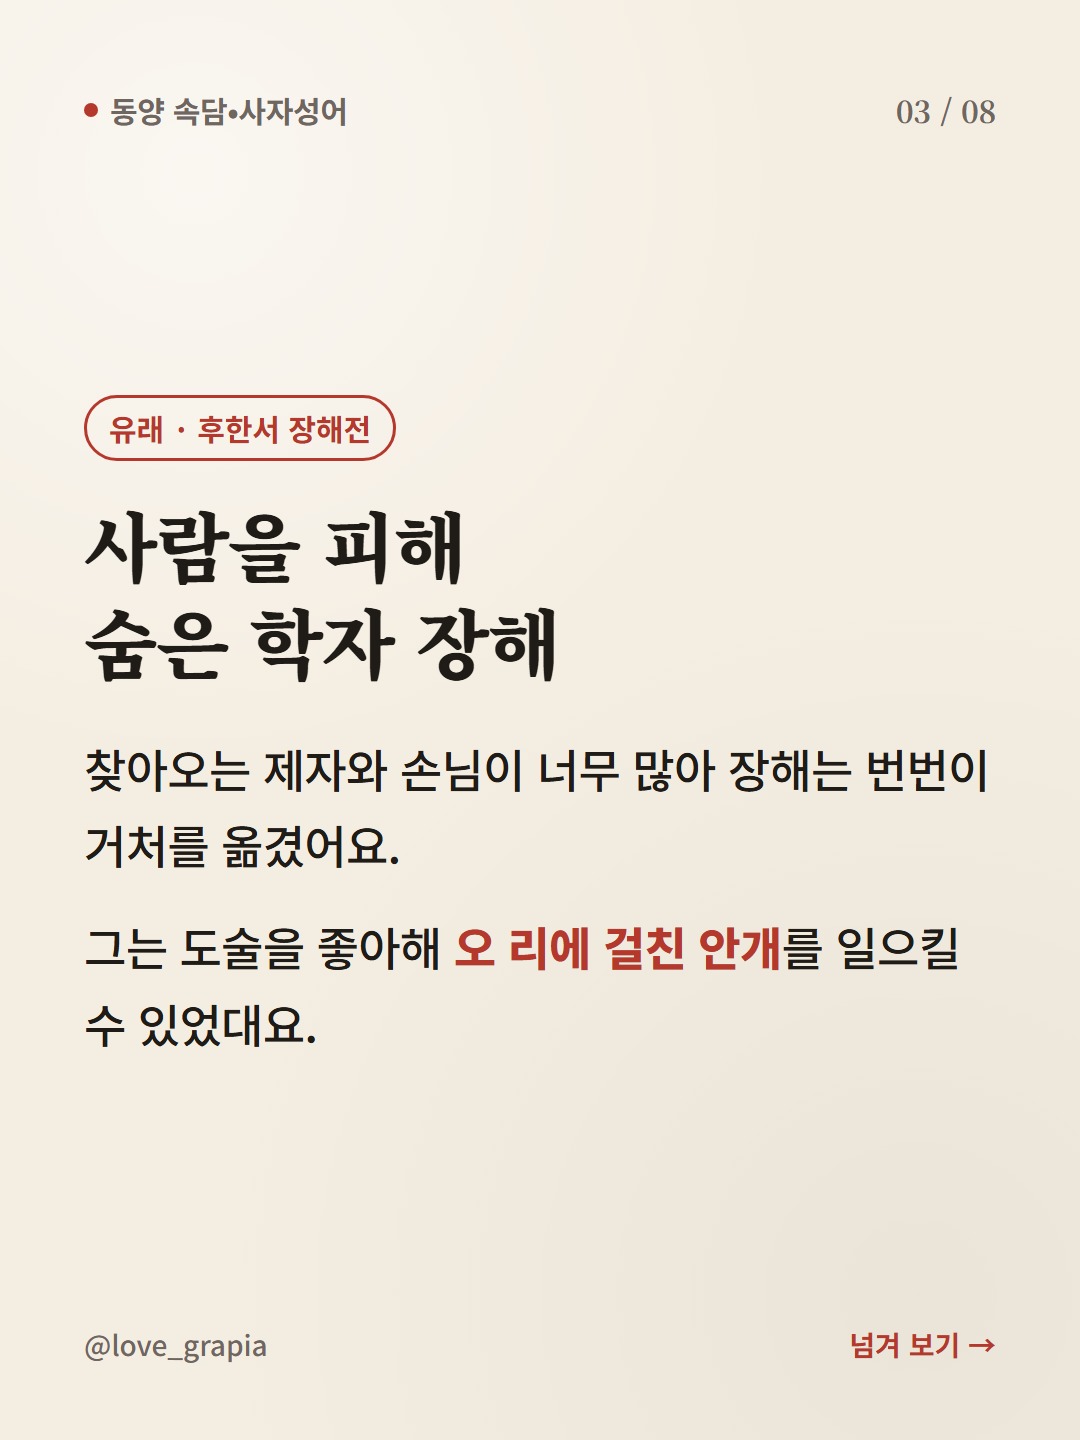 동양 속담•사자성어
03 / 08
유래 · 후한서 장해전
사람을 피해
숨은 학자 장해
찾아오는 제자와 손님이 너무 많아 장해는 번번이
거처를 옮겼어요.
그는 도술을 좋아해 오 리에 걸친 안개를 일으킬
수 있었대요.
@love_grapia
넘겨 보기 →